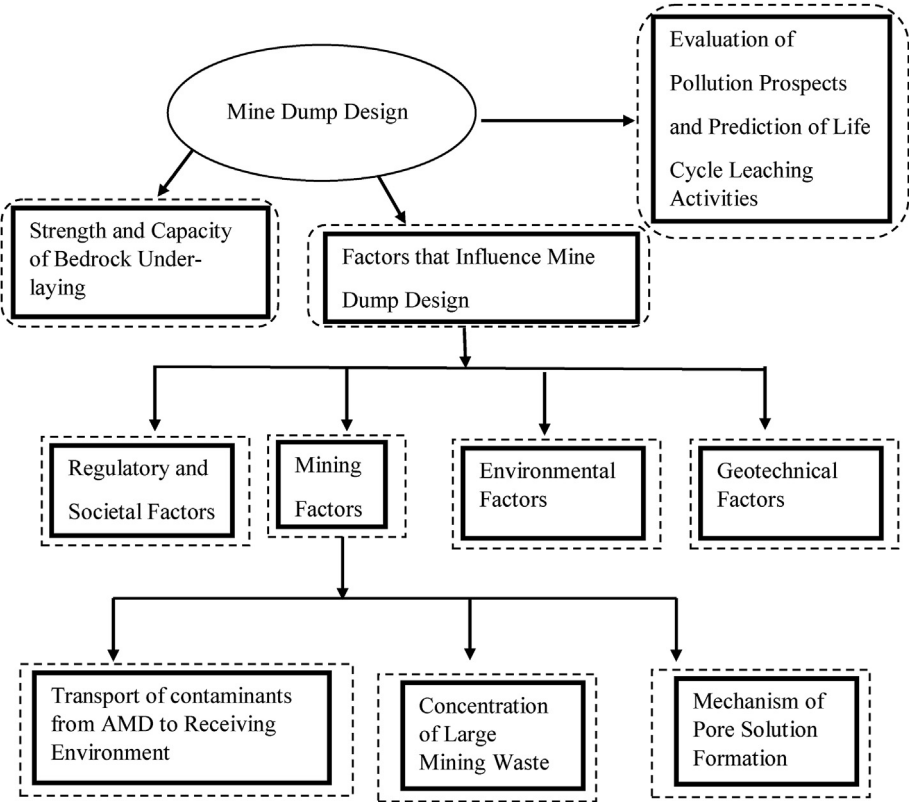 Mine Dump Design
Evaluation of
Pollution Prospects
and Prediction of Life
Cycle Leaching
Activities
Strength and Capacity
of Bedrock Under-
laying
Factors that Influence Mine
Dump Design
Regulatory and
Societal Factors
Mining
Factors
Environmental
Factors
Geotechnical
Factors
Transport of contaminants
from AMD to Receiving
Environment
Concentration
of Large
Mining Waste
Mechanism of
Pore Solution
Formation